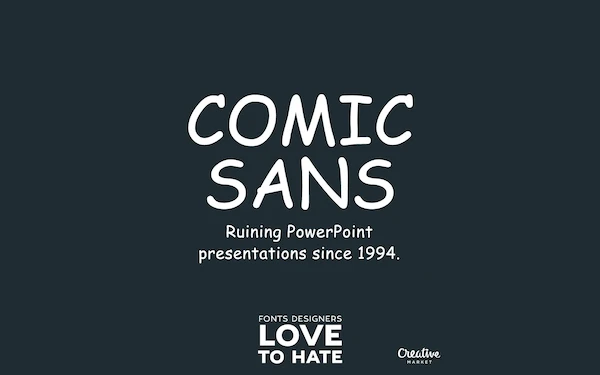 COMIC
SANS
Ruining PowerPoint
presentations since 1994.
FONTS DESIGNERS
LOVE
TO HATE
Creative
MARKET